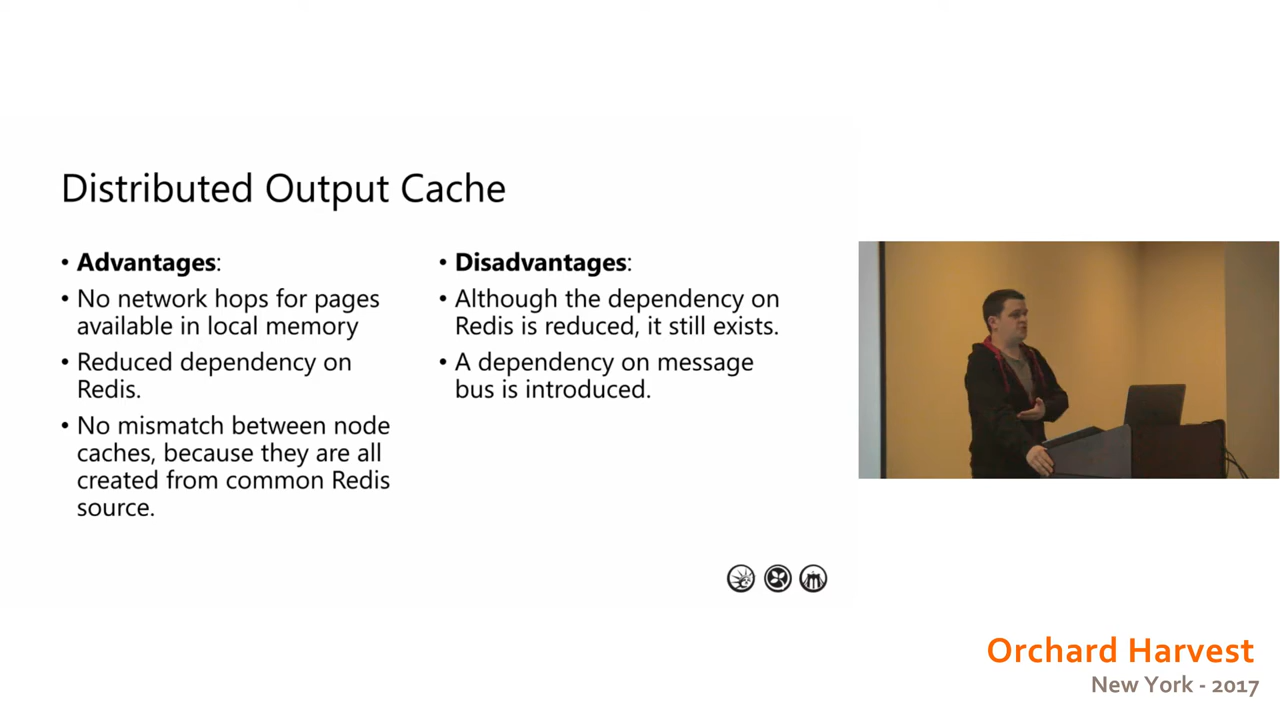 Distributed Output Cache
• Advantages:
• No network hops for pages
available in local memory
• Reduced dependency on
Redis.
• No mismatch between node
caches, because they are all
created from common Redis
source.
• Disadvantages:
• Although the dependency on
Redis is reduced, it still exists.
• A dependency on message
bus is introduced.
Orchard Harvest
New York - 2017